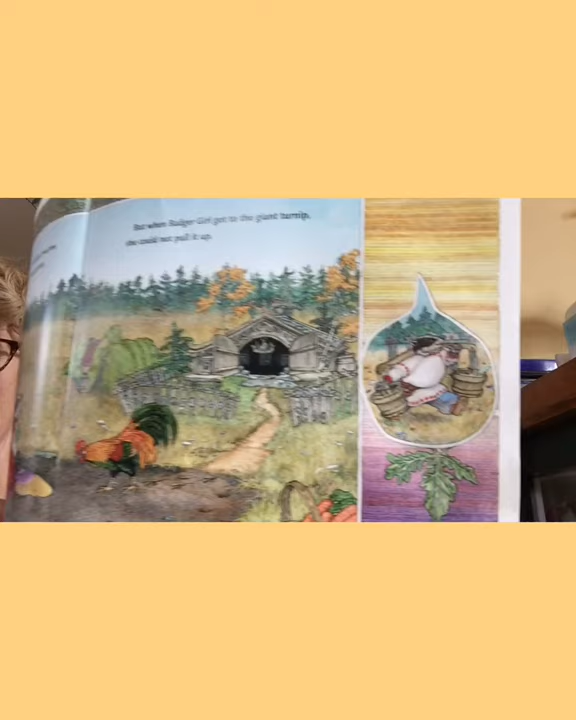 But when Badger Girl got to the giant turnip,
she could not pull it up.